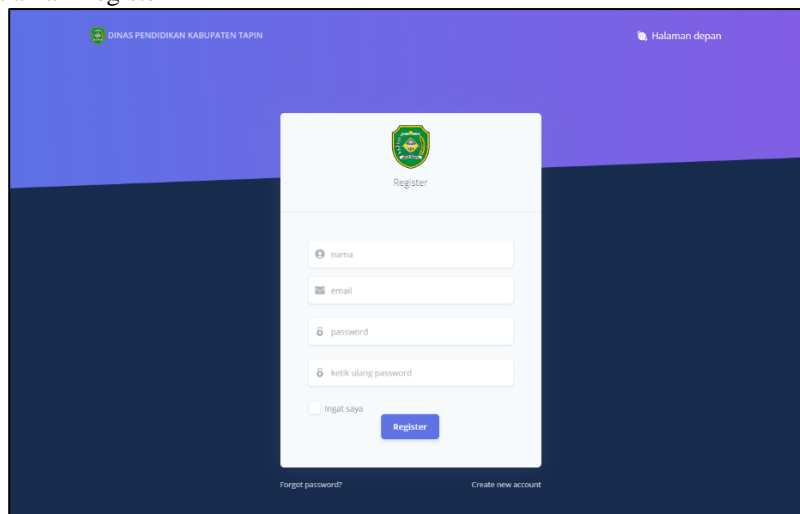 DINAS PENDIDIKAN KABUPATEN TAPIN
Halaman depan
Register
nama
email
password
ketik ulang password
Ingat saya
Register
Forgot password?
Create new account